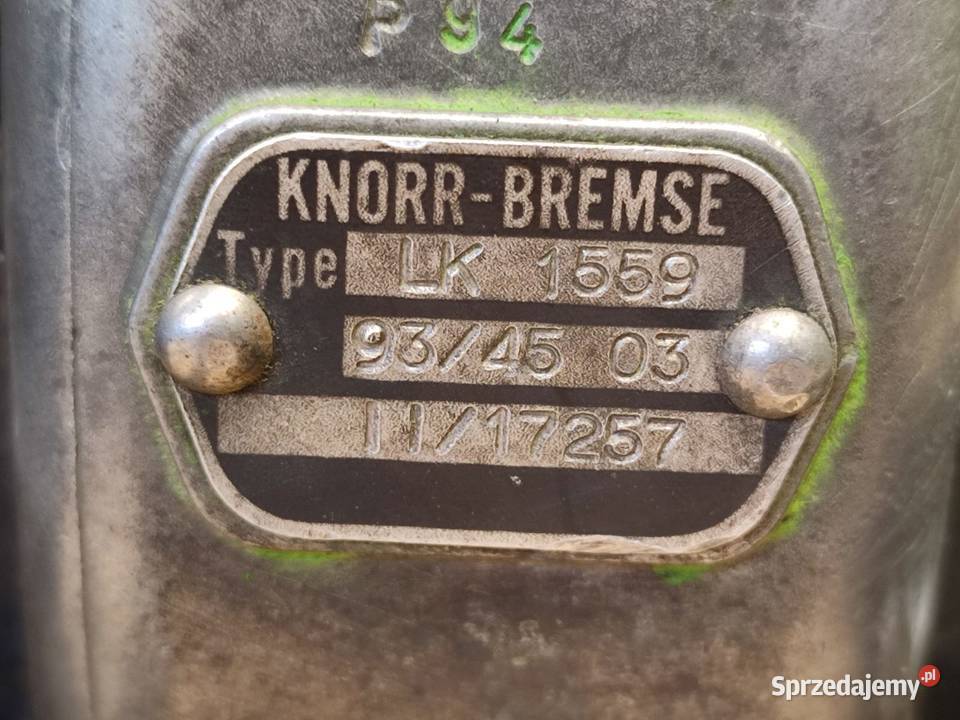 P94
KNORR-BREMSE
Type LK 1559
93/45 03
11/17257
Sprzedajemy.pl